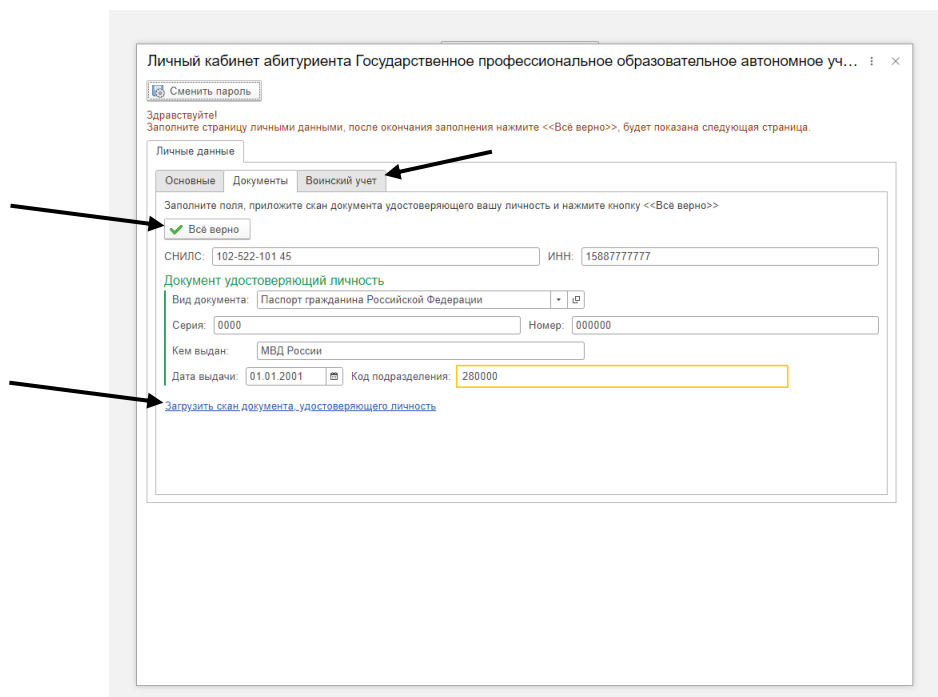 Личный кабинет абитуриента Государственное профессиональное образовательное автономное уч...
Сменить пароль
Здравствуйте!
Заполните страницу личными данными, после окончания заполнения нажмите <<Всё верно>>, будет показана следующая страница.
Личные данные
Основные Документы Воинский учет
Заполните поля, приложите скан документа удостоверяющего вашу личность и нажмите кнопку <<Всё верно>>
Всё верно
СНИЛС: 102-522-101 45 ИНН: 15887777777
Документ удостоверяющий личность
Вид документа: Паспорт гражданина Российской Федерации
Серия: 0000 Номер: 000000
Кем выдан: МВД России
Дата выдачи: 01.01.2001 Код подразделения: 280000
Загрузить скан документа, удостоверяющего личность